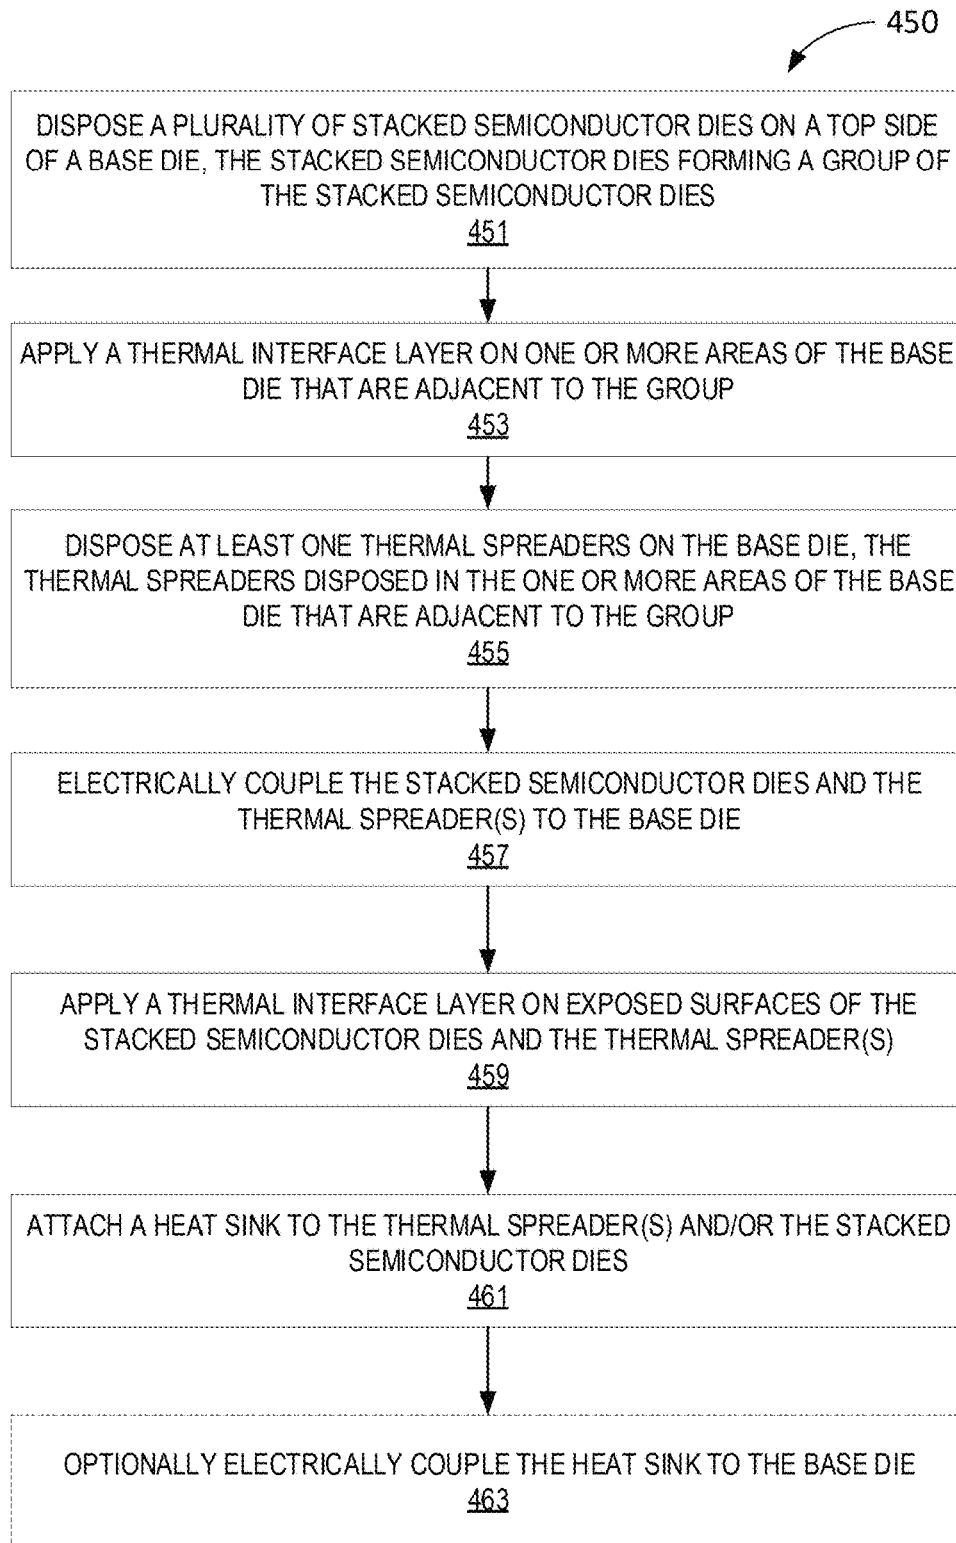 450
DISPOSE A PLURALITY OF STACKED SEMICONDUCTOR DIES ON A TOP SIDE
OF A BASE DIE, THE STACKED SEMICONDUCTOR DIES FORMING A GROUP OF
THE STACKED SEMICONDUCTOR DIES
451
APPLY A THERMAL INTERFACE LAYER ON ONE OR MORE AREAS OF THE BASE
DIE THAT ARE ADJACENT TO THE GROUP
453
DISPOSE AT LEAST ONE THERMAL SPREADERS ON THE BASE DIE, THE
THERMAL SPREADERS DISPOSED IN THE ONE OR MORE AREAS OF THE BASE
DIE THAT ARE ADJACENT TO THE GROUP
455
ELECTRICALLY COUPLE THE STACKED SEMICONDUCTOR DIES AND THE
THERMAL SPREADER(S) TO THE BASE DIE
457
APPLY A THERMAL INTERFACE LAYER ON EXPOSED SURFACES OF THE
STACKED SEMICONDUCTOR DIES AND THE THERMAL SPREADER(S)
459
ATTACH A HEAT SINK TO THE THERMAL SPREADER(S) AND/OR THE STACKED
SEMICONDUCTOR DIES
461
OPTIONALLY ELECTRICALLY COUPLE THE HEAT SINK TO THE BASE DIE
463